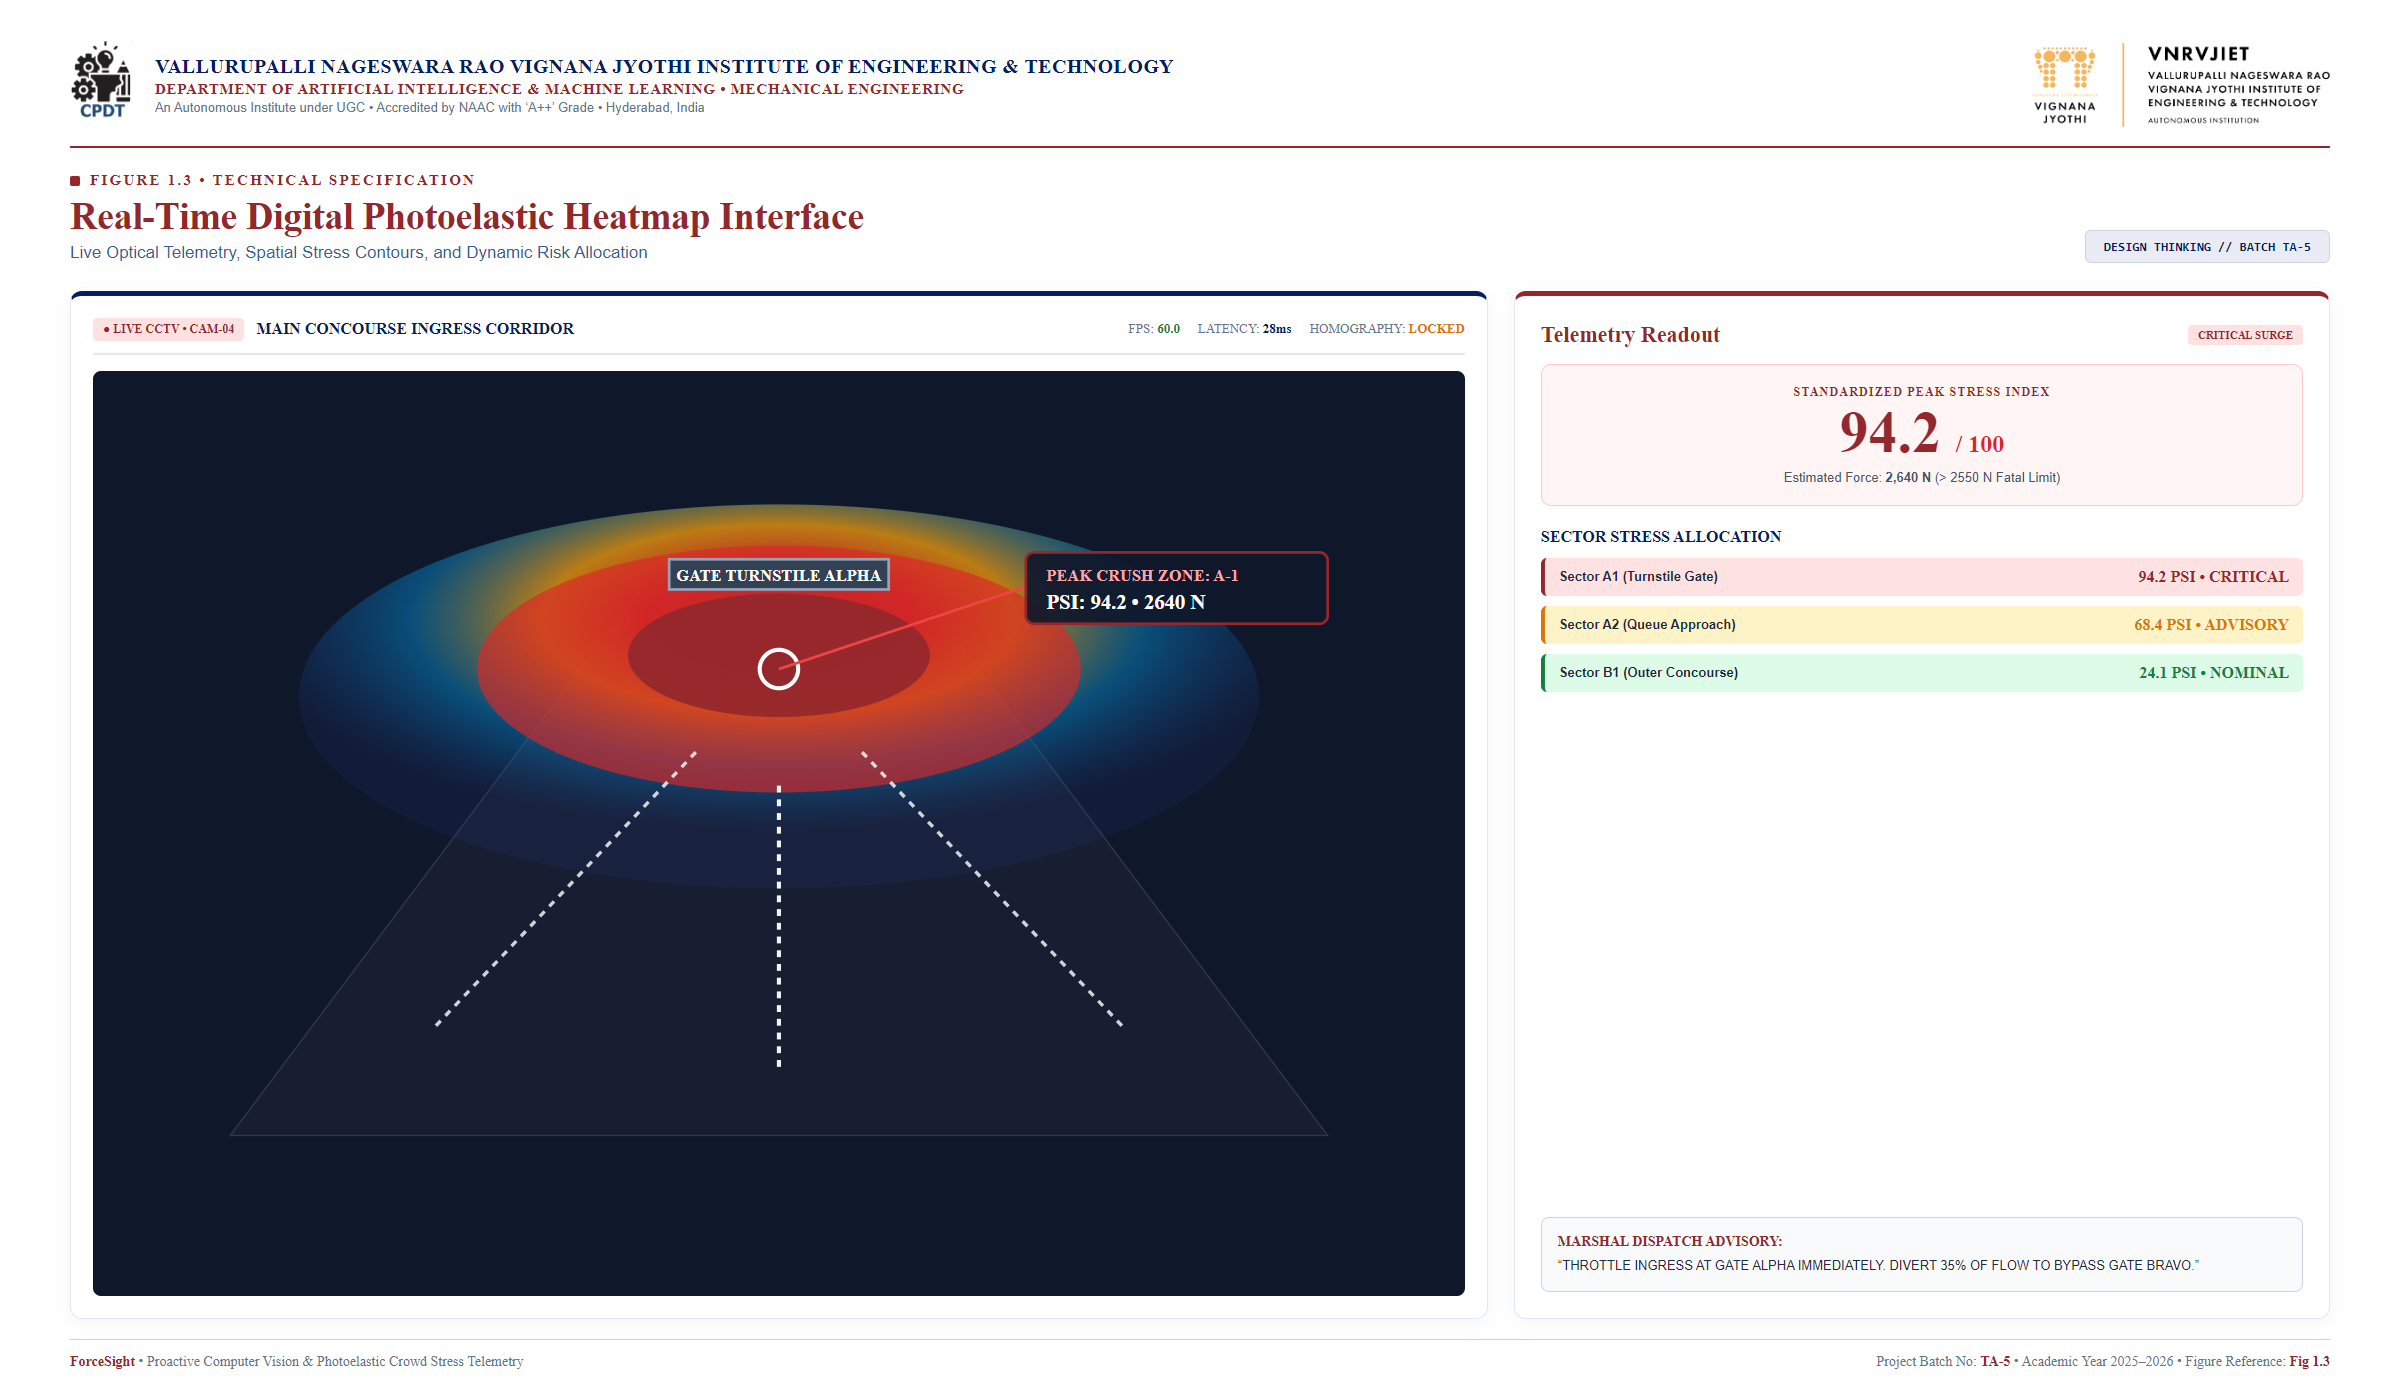 CPDT
VALLURUPALLI NAGESWARA RAO VIGNANA JYOTHI INSTITUTE OF ENGINEERING & TECHNOLOGY
DEPARTMENT OF ARTIFICIAL INTELLIGENCE & MACHINE LEARNING • MECHANICAL ENGINEERING
An Autonomous Institute under UGC • Accredited by NAAC with ‘A++’ Grade • Hyderabad, India
VIGNANA
JYOTHI
VNRVJIET
VALLURUPALLI NAGESWARA RAO
VIGNANA JYOTHI INSTITUTE OF
ENGINEERING & TECHNOLOGY
AUTONOMOUS INSTITUTION
FIGURE 1.3 • TECHNICAL SPECIFICATION
Real-Time Digital Photoelastic Heatmap Interface
Live Optical Telemetry, Spatial Stress Contours, and Dynamic Risk Allocation
DESIGN THINKING // BATCH TA-5
● LIVE CCTV • CAM-04
MAIN CONCOURSE INGRESS CORRIDOR
FPS: 60.0 LATENCY: 28ms HOMOGRAPHY: LOCKED
GATE TURNSTILE ALPHA
PEAK CRUSH ZONE: A-1
PSI: 94.2 • 2640 N
Telemetry Readout
CRITICAL SURGE
STANDARDIZED PEAK STRESS INDEX
94.2 / 100
Estimated Force: 2,640 N (> 2550 N Fatal Limit)
SECTOR STRESS ALLOCATION
Sector A1 (Turnstile Gate) 94.2 PSI • CRITICAL
Sector A2 (Queue Approach) 68.4 PSI • ADVISORY
Sector B1 (Outer Concourse) 24.1 PSI • NOMINAL
MARSHAL DISPATCH ADVISORY:
“THROTTLE INGRESS AT GATE ALPHA IMMEDIATELY. DIVERT 35% OF FLOW TO BYPASS GATE BRAVO.”
ForceSight • Proactive Computer Vision & Photoelastic Crowd Stress Telemetry
Project Batch No: TA-5 • Academic Year 2025–2026 • Figure Reference: Fig 1.3